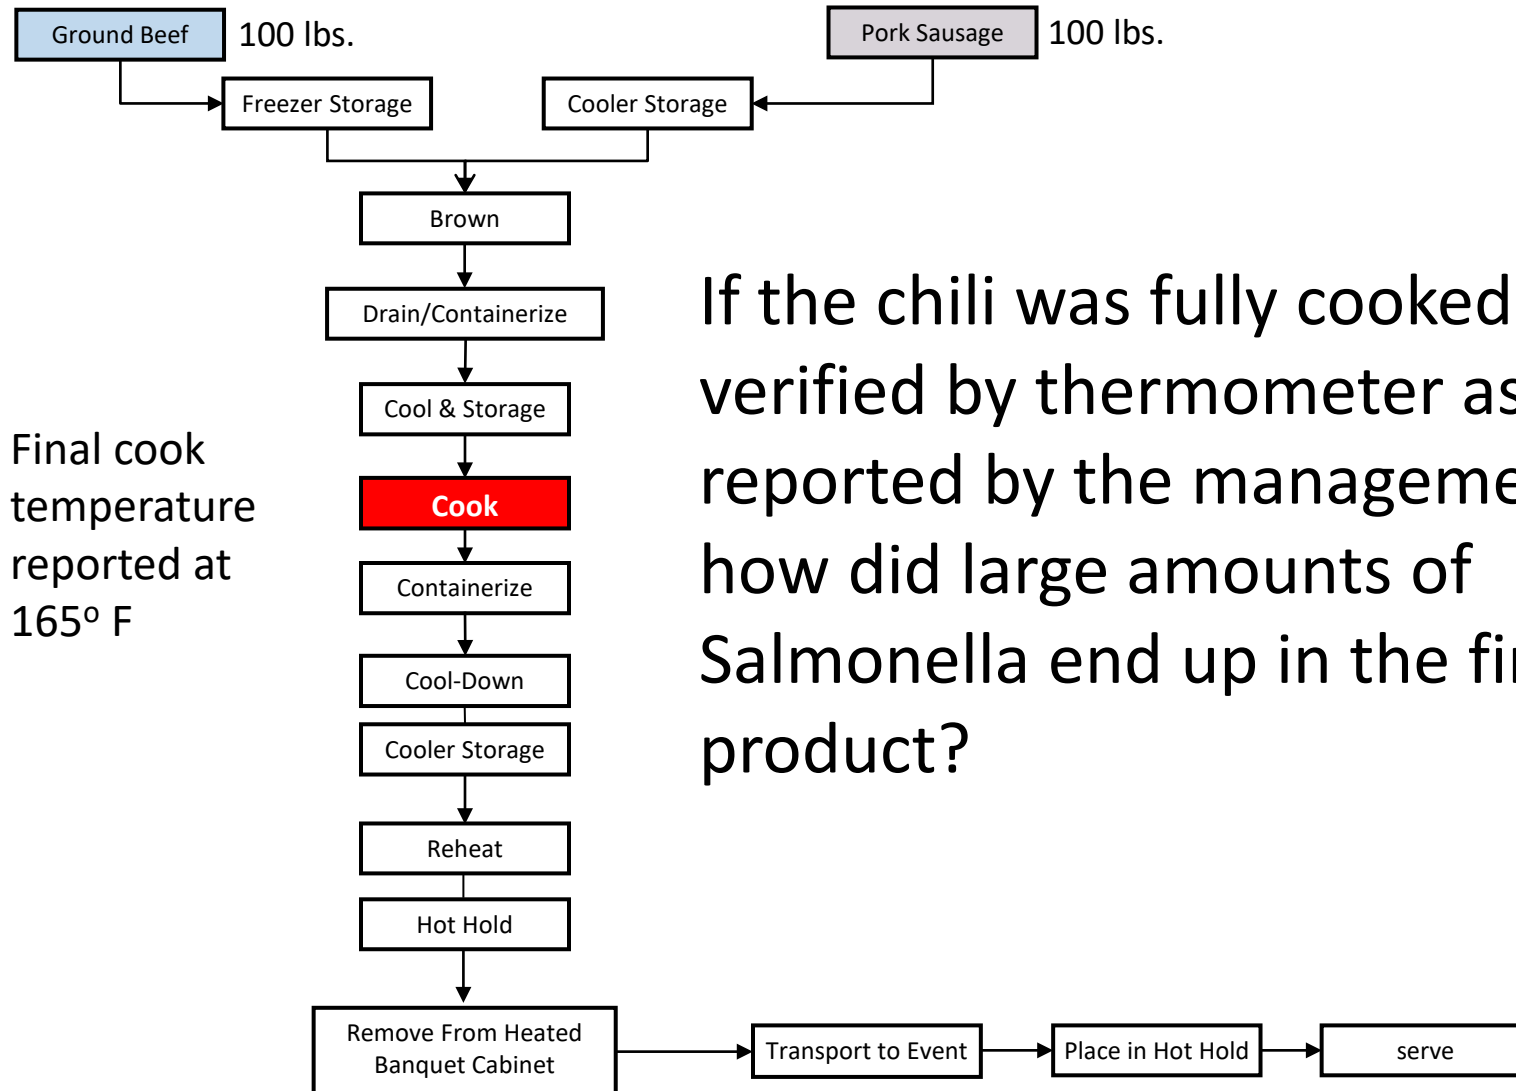 Ground Beef
100 lbs.
Pork Sausage
100 lbs.
Freezer Storage
Cooler Storage
Brown
Drain/Containerize
Cool & Storage
Cook
Containerize
Cool-Down
Cooler Storage
Reheat
Hot Hold
Remove From Heated
Banquet Cabinet
Transport to Event
Place in Hot Hold
serve
Final cook
temperature
reported at
165º F
If the chili was fully cooked
verified by thermometer as
reported by the
how did large amounts of
Salmonella end up in the
product?